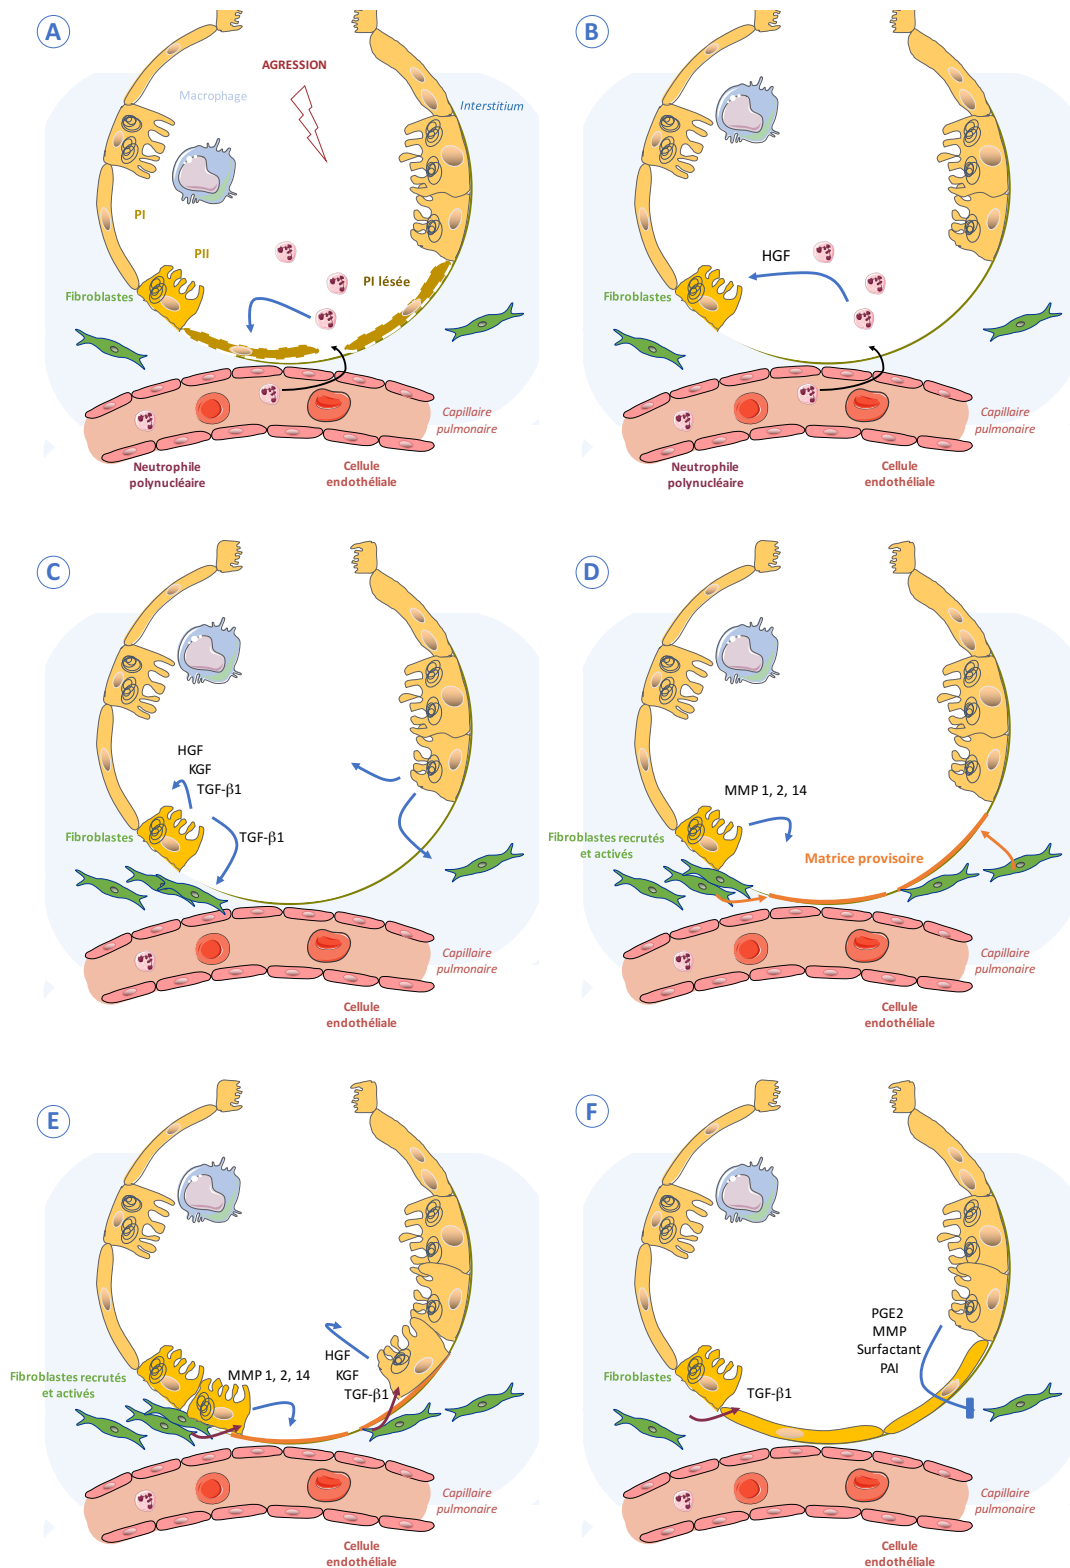 A
AGRESSION
Macrophage
Interstitium
PI
PII
PI lésée
Fibroblastes
Capillaire
pulmonaire
Neutrophile
polynucléaire
Cellule
endothéliale
B
HGF
Fibroblastes
Capillaire
pulmonaire
Neutrophile
polynucléaire
Cellule
endothéliale
C
HGF
KGF
TGF-β1
TGF-β1
Fibroblastes
Capillaire
pulmonaire
Cellule
endothéliale
D
MMP 1, 2, 14
Fibroblastes recrutés
et activés
Matrice provisoire
Capillaire
pulmonaire
Cellule
endothéliale
E
HGF
KGF
TGF-β1
MMP 1, 2, 14
Fibroblastes recrutés
et activés
Capillaire
pulmonaire
Cellule
endothéliale
F
PGE2
MMP
Surfactant
PAI
Fibroblastes
TGF-β1
Capillaire
pulmonaire
Cellule
endothéliale